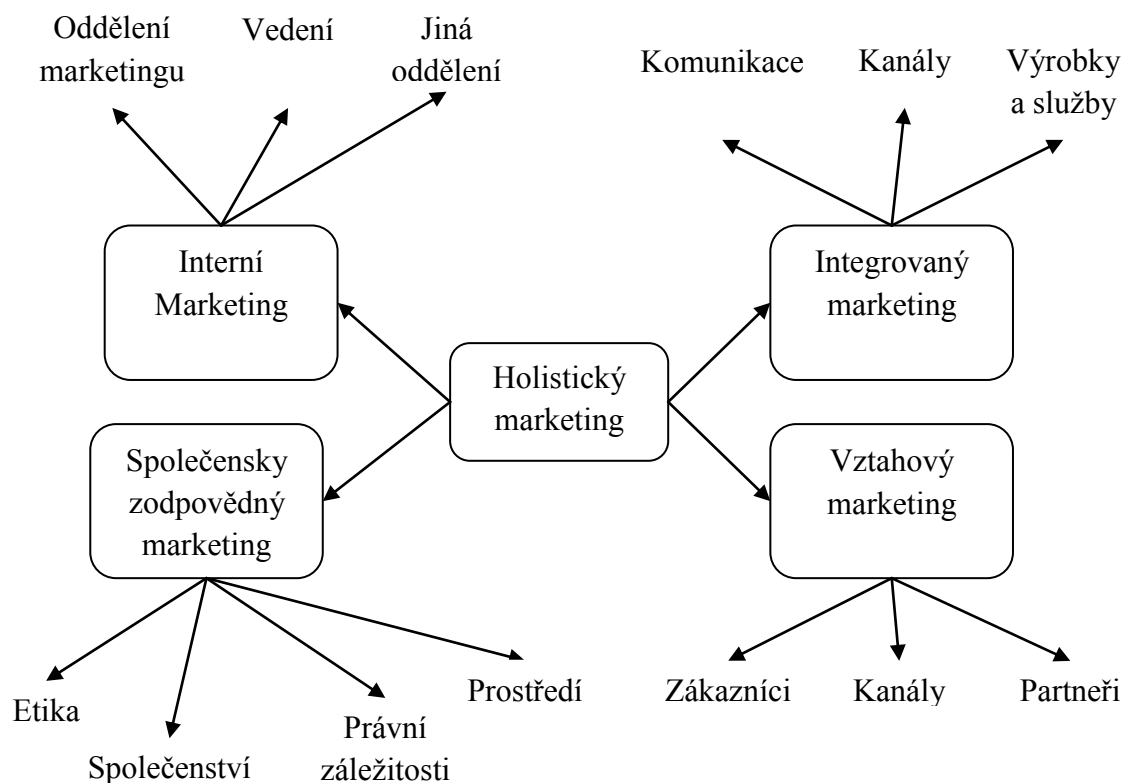 Oddělení
marketingu
Vedení
Jiná
oddělení
Komunikace
Kanály
Výrobky
a služby
Interní
Marketing
Integrovaný
marketing
Holistický
marketing
Společensky
zodpovědný
marketing
Vztahový
marketing
Etika
Společenství
Právní
záležitosti
Prostředí
Zákazníci
Kanály
Partneři